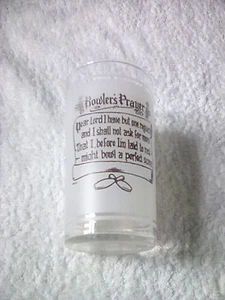 Bowler's Prayer
Dear Lord I have but one request
and I shall not ask for more
That I, before I'm laid to rest
might bowl a perfect score